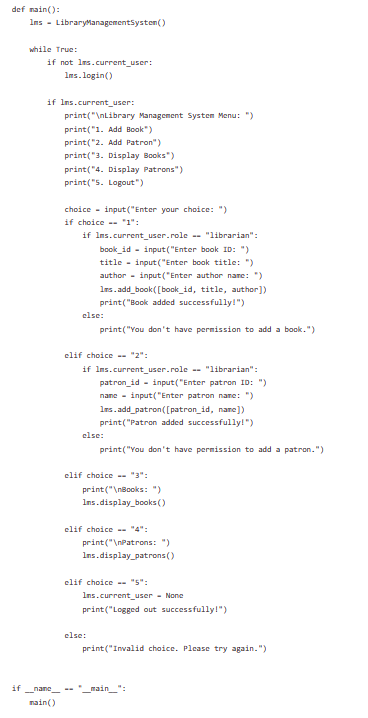 def main():
    lms = LibraryManagementSystem()

    while True:
        if not lms.current_user:
            lms.login()

        if lms.current_user:
            print("\nLibrary Management System Menu: ")
            print("1. Add Book")
            print("2. Add Patron")
            print("3. Display Books")
            print("4. Display Patrons")
            print("5. Logout")

            choice = input("Enter your choice: ")
            if choice == "1":
                if lms.current_user.role == "librarian":
                    book_id = input("Enter book ID: ")
                    title = input("Enter book title: ")
                    author = input("Enter author name: ")
                    lms.add_book([book_id, title, author])
                    print("Book added successfully!")
                else:
                    print("You don't have permission to add a book.")

            elif choice == "2":
                if lms.current_user.role == "librarian":
                    patron_id = input("Enter patron ID: ")
                    name = input("Enter patron name: ")
                    lms.add_patron([patron_id, name])
                    print("Patron added successfully!")
                else:
                    print("You don't have permission to add a patron.")

            elif choice == "3":
                print("\nBooks: ")
                lms.display_books()

            elif choice == "4":
                print("\nPatrons: ")
                lms.display_patrons()

            elif choice == "5":
                lms.current_user = None
                print("Logged out successfully!")

            else:
                print("Invalid choice. Please try again.")


if __name__ == "__main__":
    main()